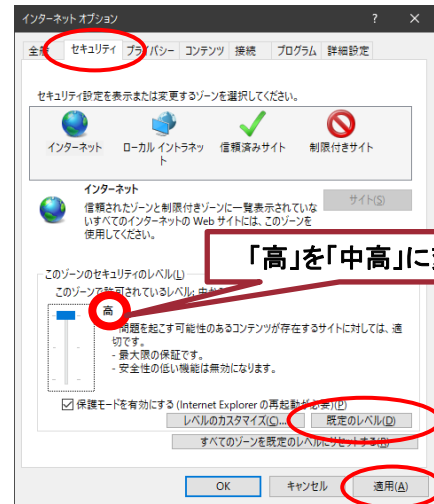 インターネット オプション ? ×
全般 セキュリティ プライバシー コンテンツ 接続 プログラム 詳細設定
セキュリティ設定を表示または変更するゾーンを選択してください。
インターネット ローカル イントラネット 信頼済みサイト 制限付きサイト
インターネット
サイト(S)
信頼されたゾーンと制限付きゾーンに一覧表示されていな
いすべてのインターネットの Web サイトには、このゾーンを
使用してください。
「高」を「中高」に
このゾーンのセキュリティのレベル(L)
このゾーンで許可されているレベル:
高
- 問題を起こす可能性のあるコンテンツが存在するサイトに対しては、適
切です。
- 最大限の保証です。
- 安全性の低い機能は無効になります。
保護モードを有効にする (Internet Explorer の再起動が必要)(P)
レベルのカスタマイズ(C)... 既定のレベル(D)
すべてのゾーンを既定のレベルにリセットする(R)
OK キャンセル 適用(A)